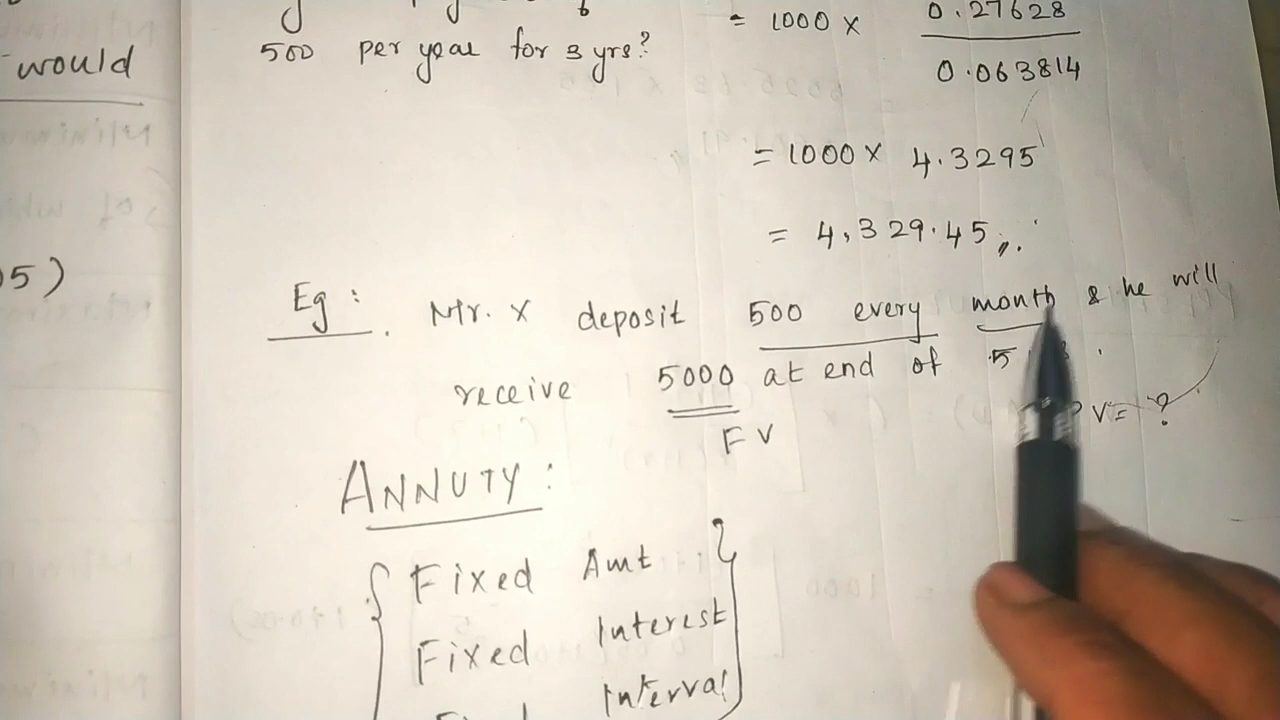 would
05)
500 per year for 3 yrs?
= 1000 x 0.27628
0.063814
= 1000 x 4.3295
= 4,329.45
Eg: Mr. X deposit 500 every month & he will
receive 5000 at end of 5
FV
V = ?
ANNUTY:
Fixed Amt
Fixed Interest
Interval